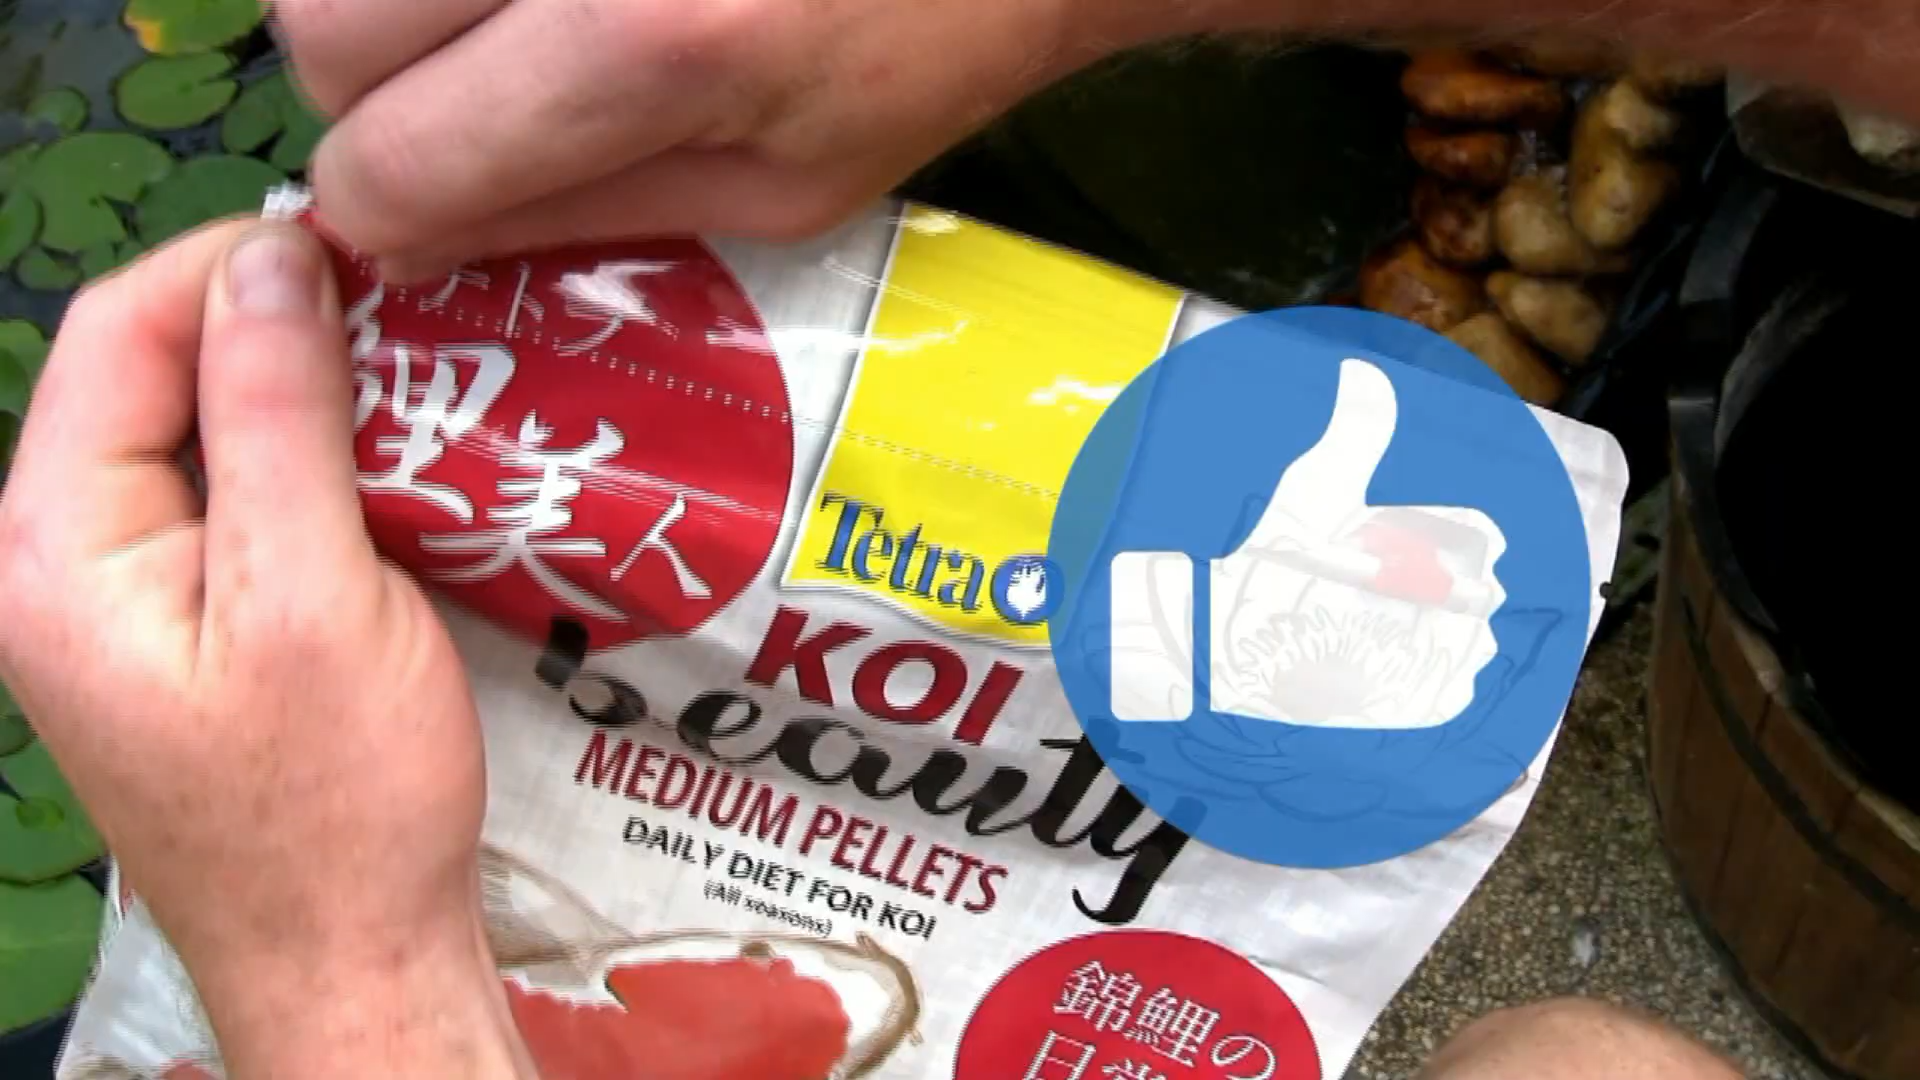 鯉美人
Tetra
KOI
beauty
MEDIUM PELLETS
DAILY DIET FOR KOI
(All seasons)
錦鯉の